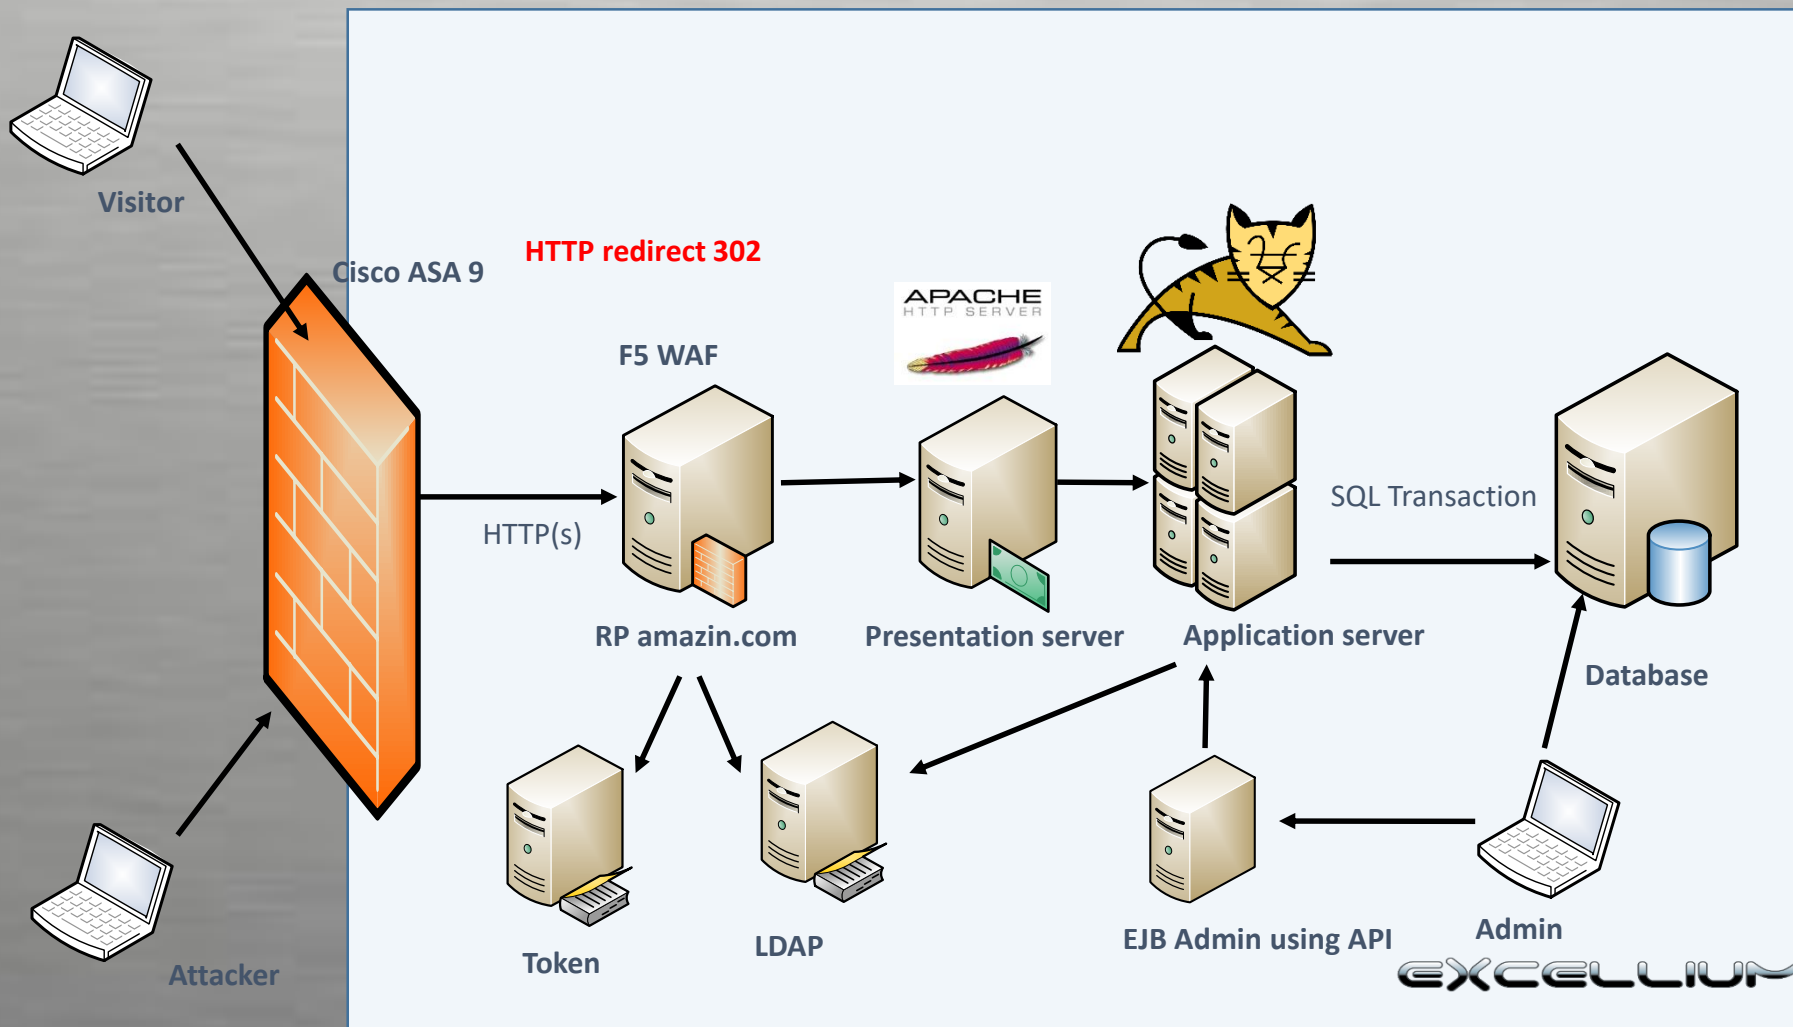 Visitor
Cisco ASA 9
HTTP redirect 302
APACHE
HTTP SERVER
F5 WAF
SQL Transaction
HTTP(s)
RP amazin.com
Presentation server
Application server
Database
Token
LDAP
EJB Admin using API
Admin
Attacker
EXCELLIUM